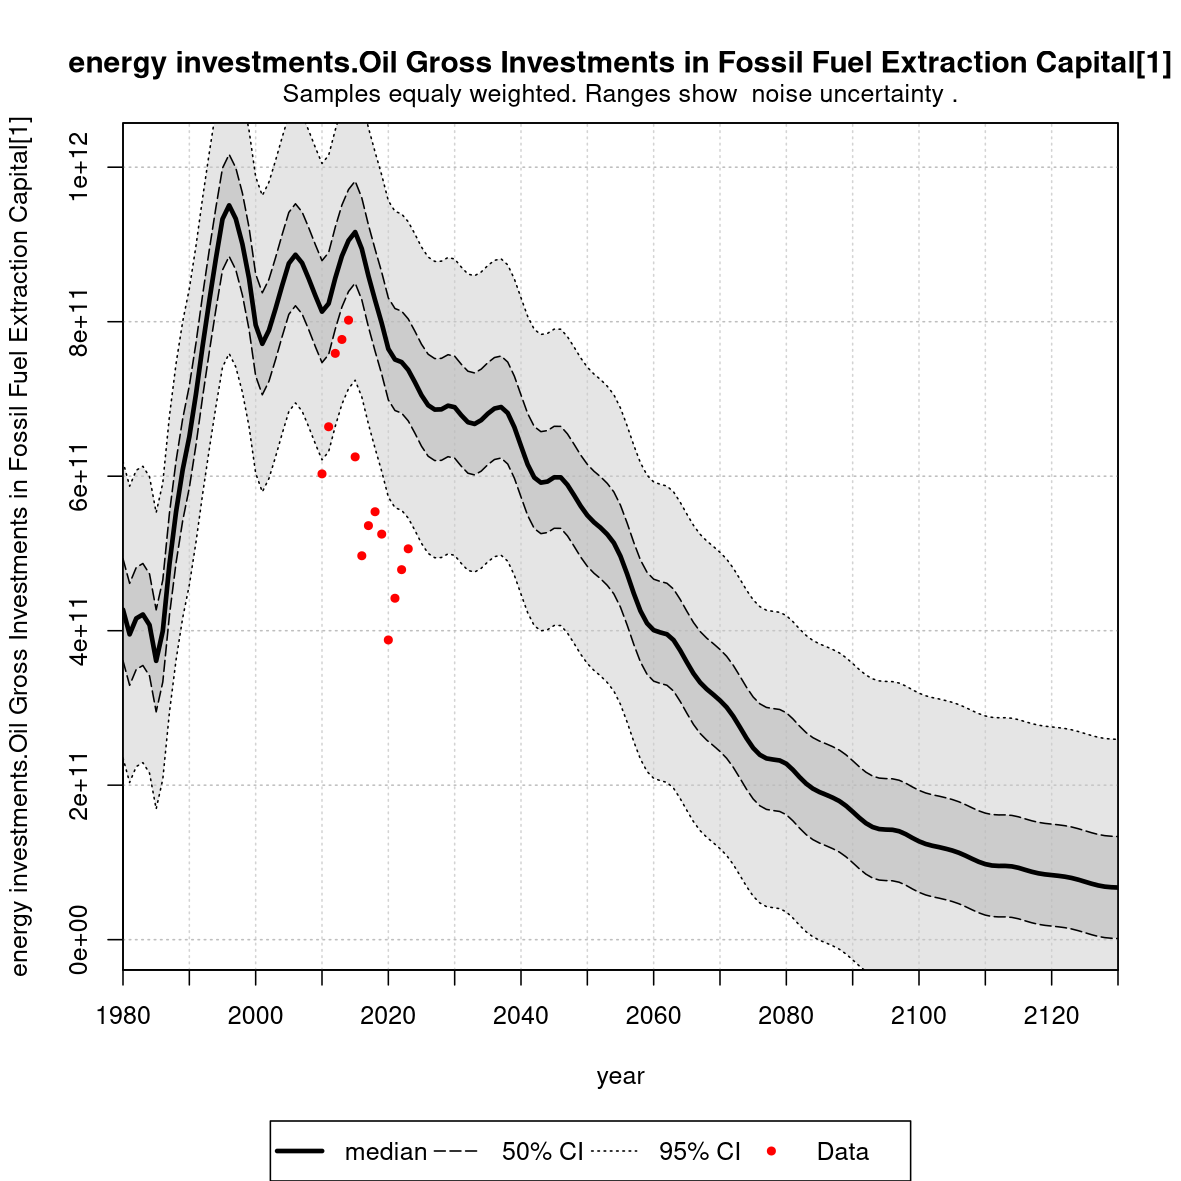 energy investments.Oil Gross Investments in Fossil Fuel Extraction Capital[1]
Samples equaly weighted. Ranges show  noise uncertainty .
energy investments.Oil Gross Investments in Fossil Fuel Extraction Capital[1]
1e+12
8e+11
6e+11
4e+11
2e+11
0e+00
1980 2000 2020 2040 2060 2080 2100 2120
year
median 50% CI 95% CI Data